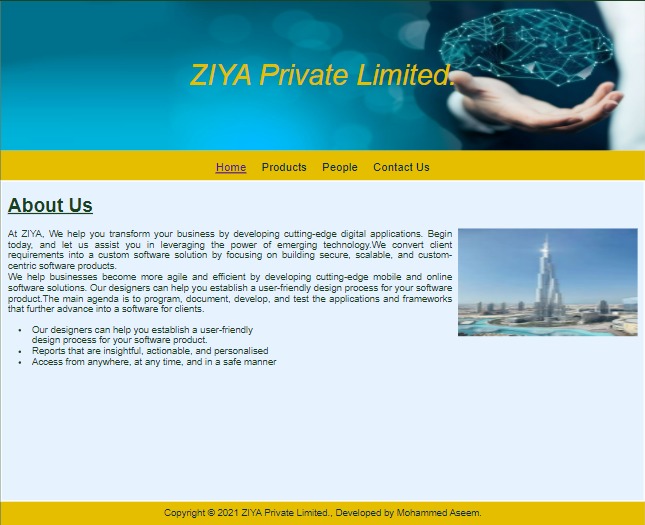 ZIYA Private Limited.
Home Products People Contact Us
About Us
At ZIYA, We help you transform your business by developing cutting-edge digital applications. Begin
today, and let us assist you in leveraging the power of emerging technology.We convert client
requirements into a custom software solution by focusing on building secure, scalable, and custom-
centric software products.
We help businesses become more agile and efficient by developing cutting-edge mobile and online
software solutions. Our designers can help you establish a user-friendly design process for your software
product.The main agenda is to program, document, develop, and test the applications and frameworks
that further advance into a software for clients.
• Our designers can help you establish a user-friendly
design process for your software product.
• Reports that are insightful, actionable, and personalised
• Access from anywhere, at any time, and in a safe manner
Copyright © 2021 ZIYA Private Limited., Developed by Mohammed Aseem.